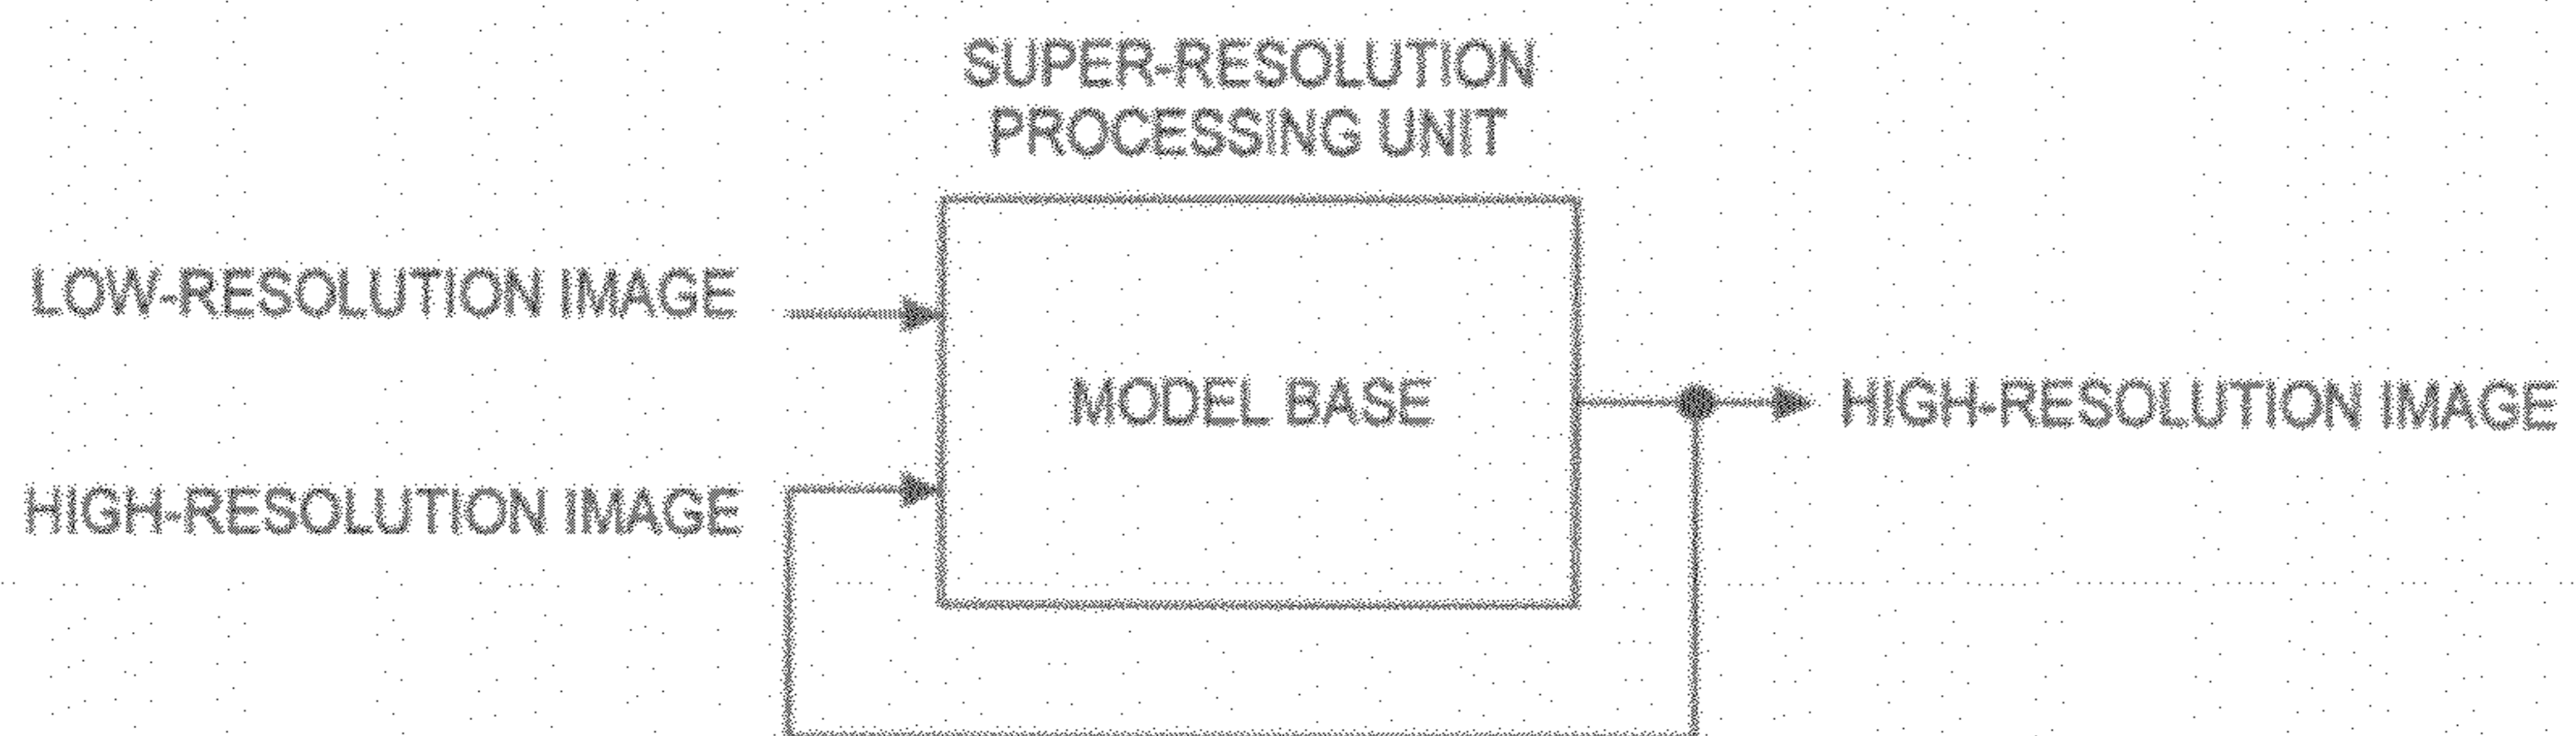 SUPER-RESOLUTION
PROCESSING UNIT
LOW-RESOLUTION IMAGE
MODEL BASE
HIGH-RESOLUTION IMAGE
HIGH-RESOLUTION IMAGE